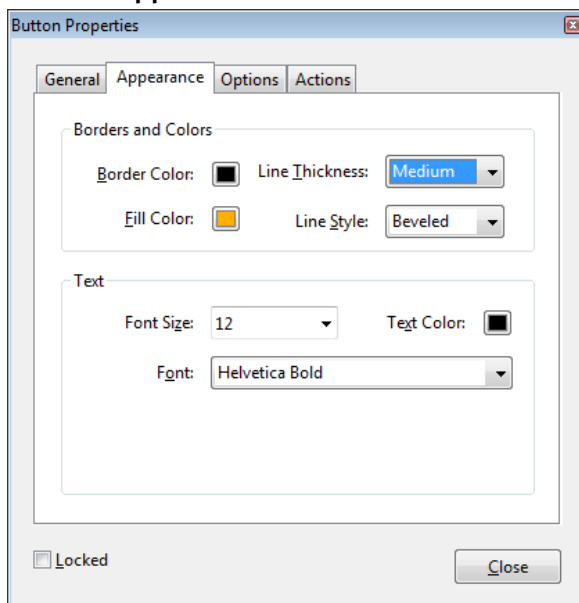 Button Properties
General Appearance Options Actions
Borders and Colors
Border Color: Line Thickness: Medium
Fill Color: Line Style: Beveled
Text
Font Size: 12 Text Color:
Font: Helvetica Bold
Locked
Close